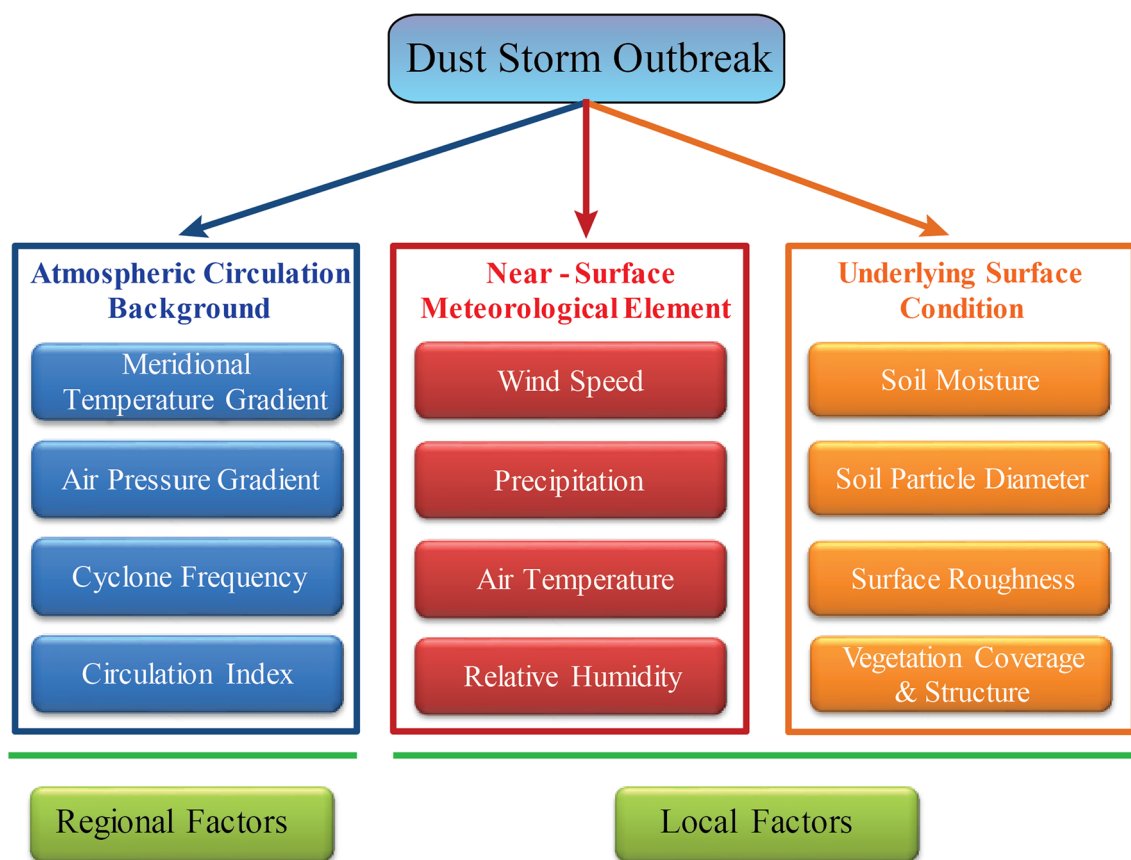 Dust Storm Outbreak
Atmospheric Circulation
Background
Meridional
Temperature Gradient
Air Pressure Gradient
Cyclone Frequency
Circulation Index
Near - Surface
Meteorological Element
Wind Speed
Precipitation
Air Temperature
Relative Humidity
Underlying Surface
Condition
Soil Moisture
Soil Particle Diameter
Surface Roughness
Vegetation Coverage
& Structure
Regional Factors
Local Factors